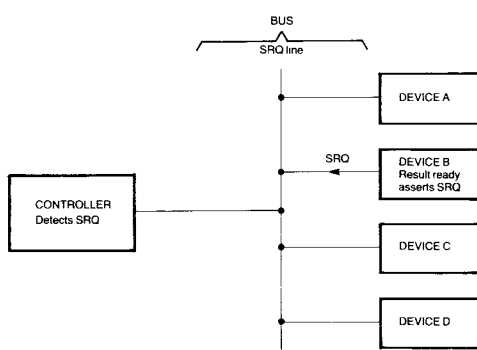 BUS
SRQ line
DEVICE A
SRQ
DEVICE B
Result ready
asserts SRQ
CONTROLLER
Detects SRQ
DEVICE C
DEVICE D